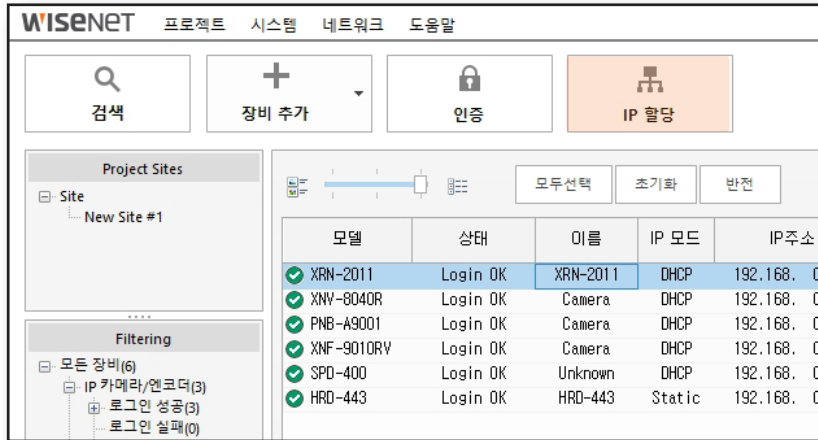 WISENET 프로젝트 시스템 네트워크 도움말
검색 장비 추가 인증 IP 할당
Project Sites
Site
New Site #1
Filtering
모든 장비(6)
IP 카메라/엔코더(3)
로그인 성공(3)
로그인 실패(0)
모두선택 초기화 반전
모델 상태 이름 IP 모드 IP주소
XRN-2011 Login OK XRN-2011 DHCP 192.168.
XNV-8040R Login OK Camera DHCP 192.168.
PNB-A9001 Login OK Camera DHCP 192.168.
XNF-9010RV Login OK Camera DHCP 192.168.
SPD-400 Login OK Unknown DHCP 192.168.
HRD-443 Login OK HRD-443 Static 192.168.